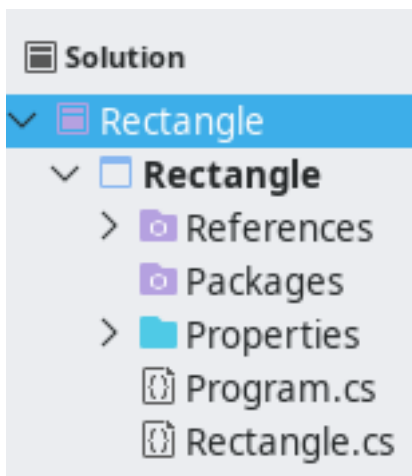 Solution
Rectangle
Rectangle
References
Packages
Properties
Program.cs
Rectangle.cs